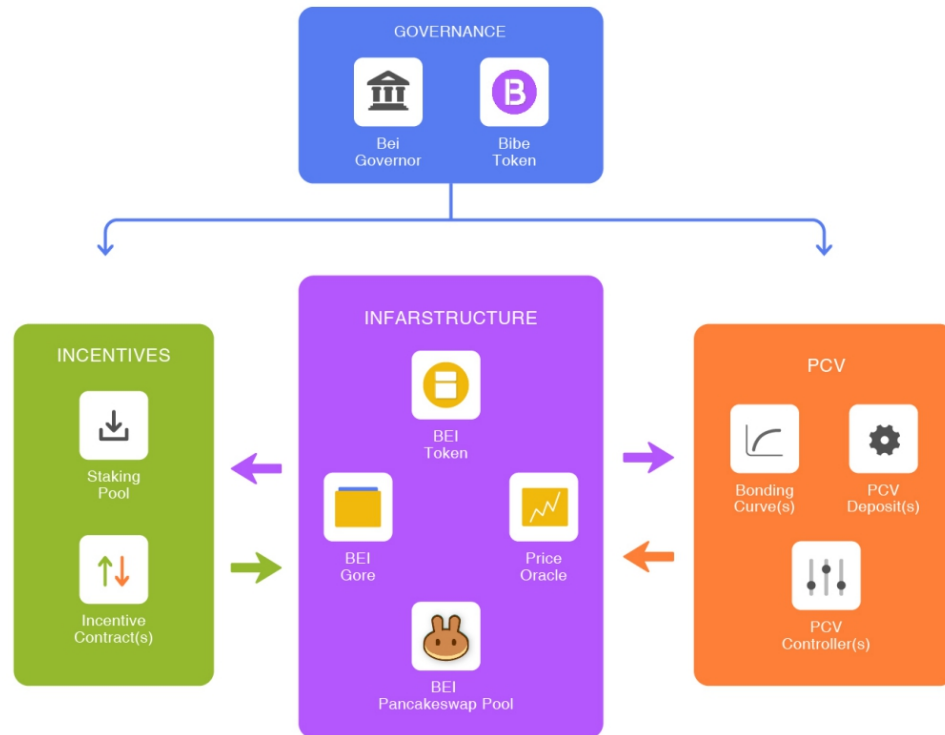 GOVERNANCE
Bei
Governor
Bibe
Token
INCENTIVES
Staking
Pool
Incentive
Contract(s)
INFARSTRUCTURE
BEI
Token
BEI
Gore
Price
Oracle
BEI
Pancakeswap Pool
PCV
Bonding
Curve(s)
PCV
Deposit(s)
PCV
Controller(s)